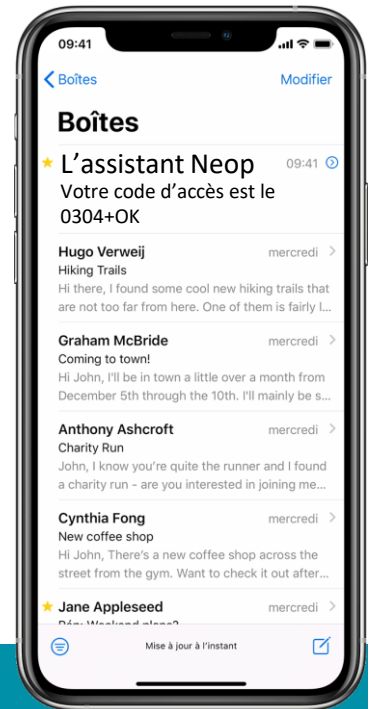 09:41
Boîtes
Modifier
Boîtes
L’assistant Neop 09:41
Votre code d’accès est le
0304+OK
Hugo Verweij mercredi
Hiking Trails
Hi there, I found some cool new hiking trails that
are not too far from here. One of them is fairly l...
Graham McBride mercredi
Coming to town!
Hi John, I'll be in town a little over a month from
December 5th through the 10th. I'll mainly be s...
Anthony Ashcroft mercredi
Charity Run
John, I know you're quite the runner and I found
a charity run - are you interested in joining me...
Cynthia Fong mercredi
New coffee shop
Hi John, There's a new coffee shop across the
street from the gym. Want to check it out after...
Jane Appleseed mercredi
Mise à jour à l’instant